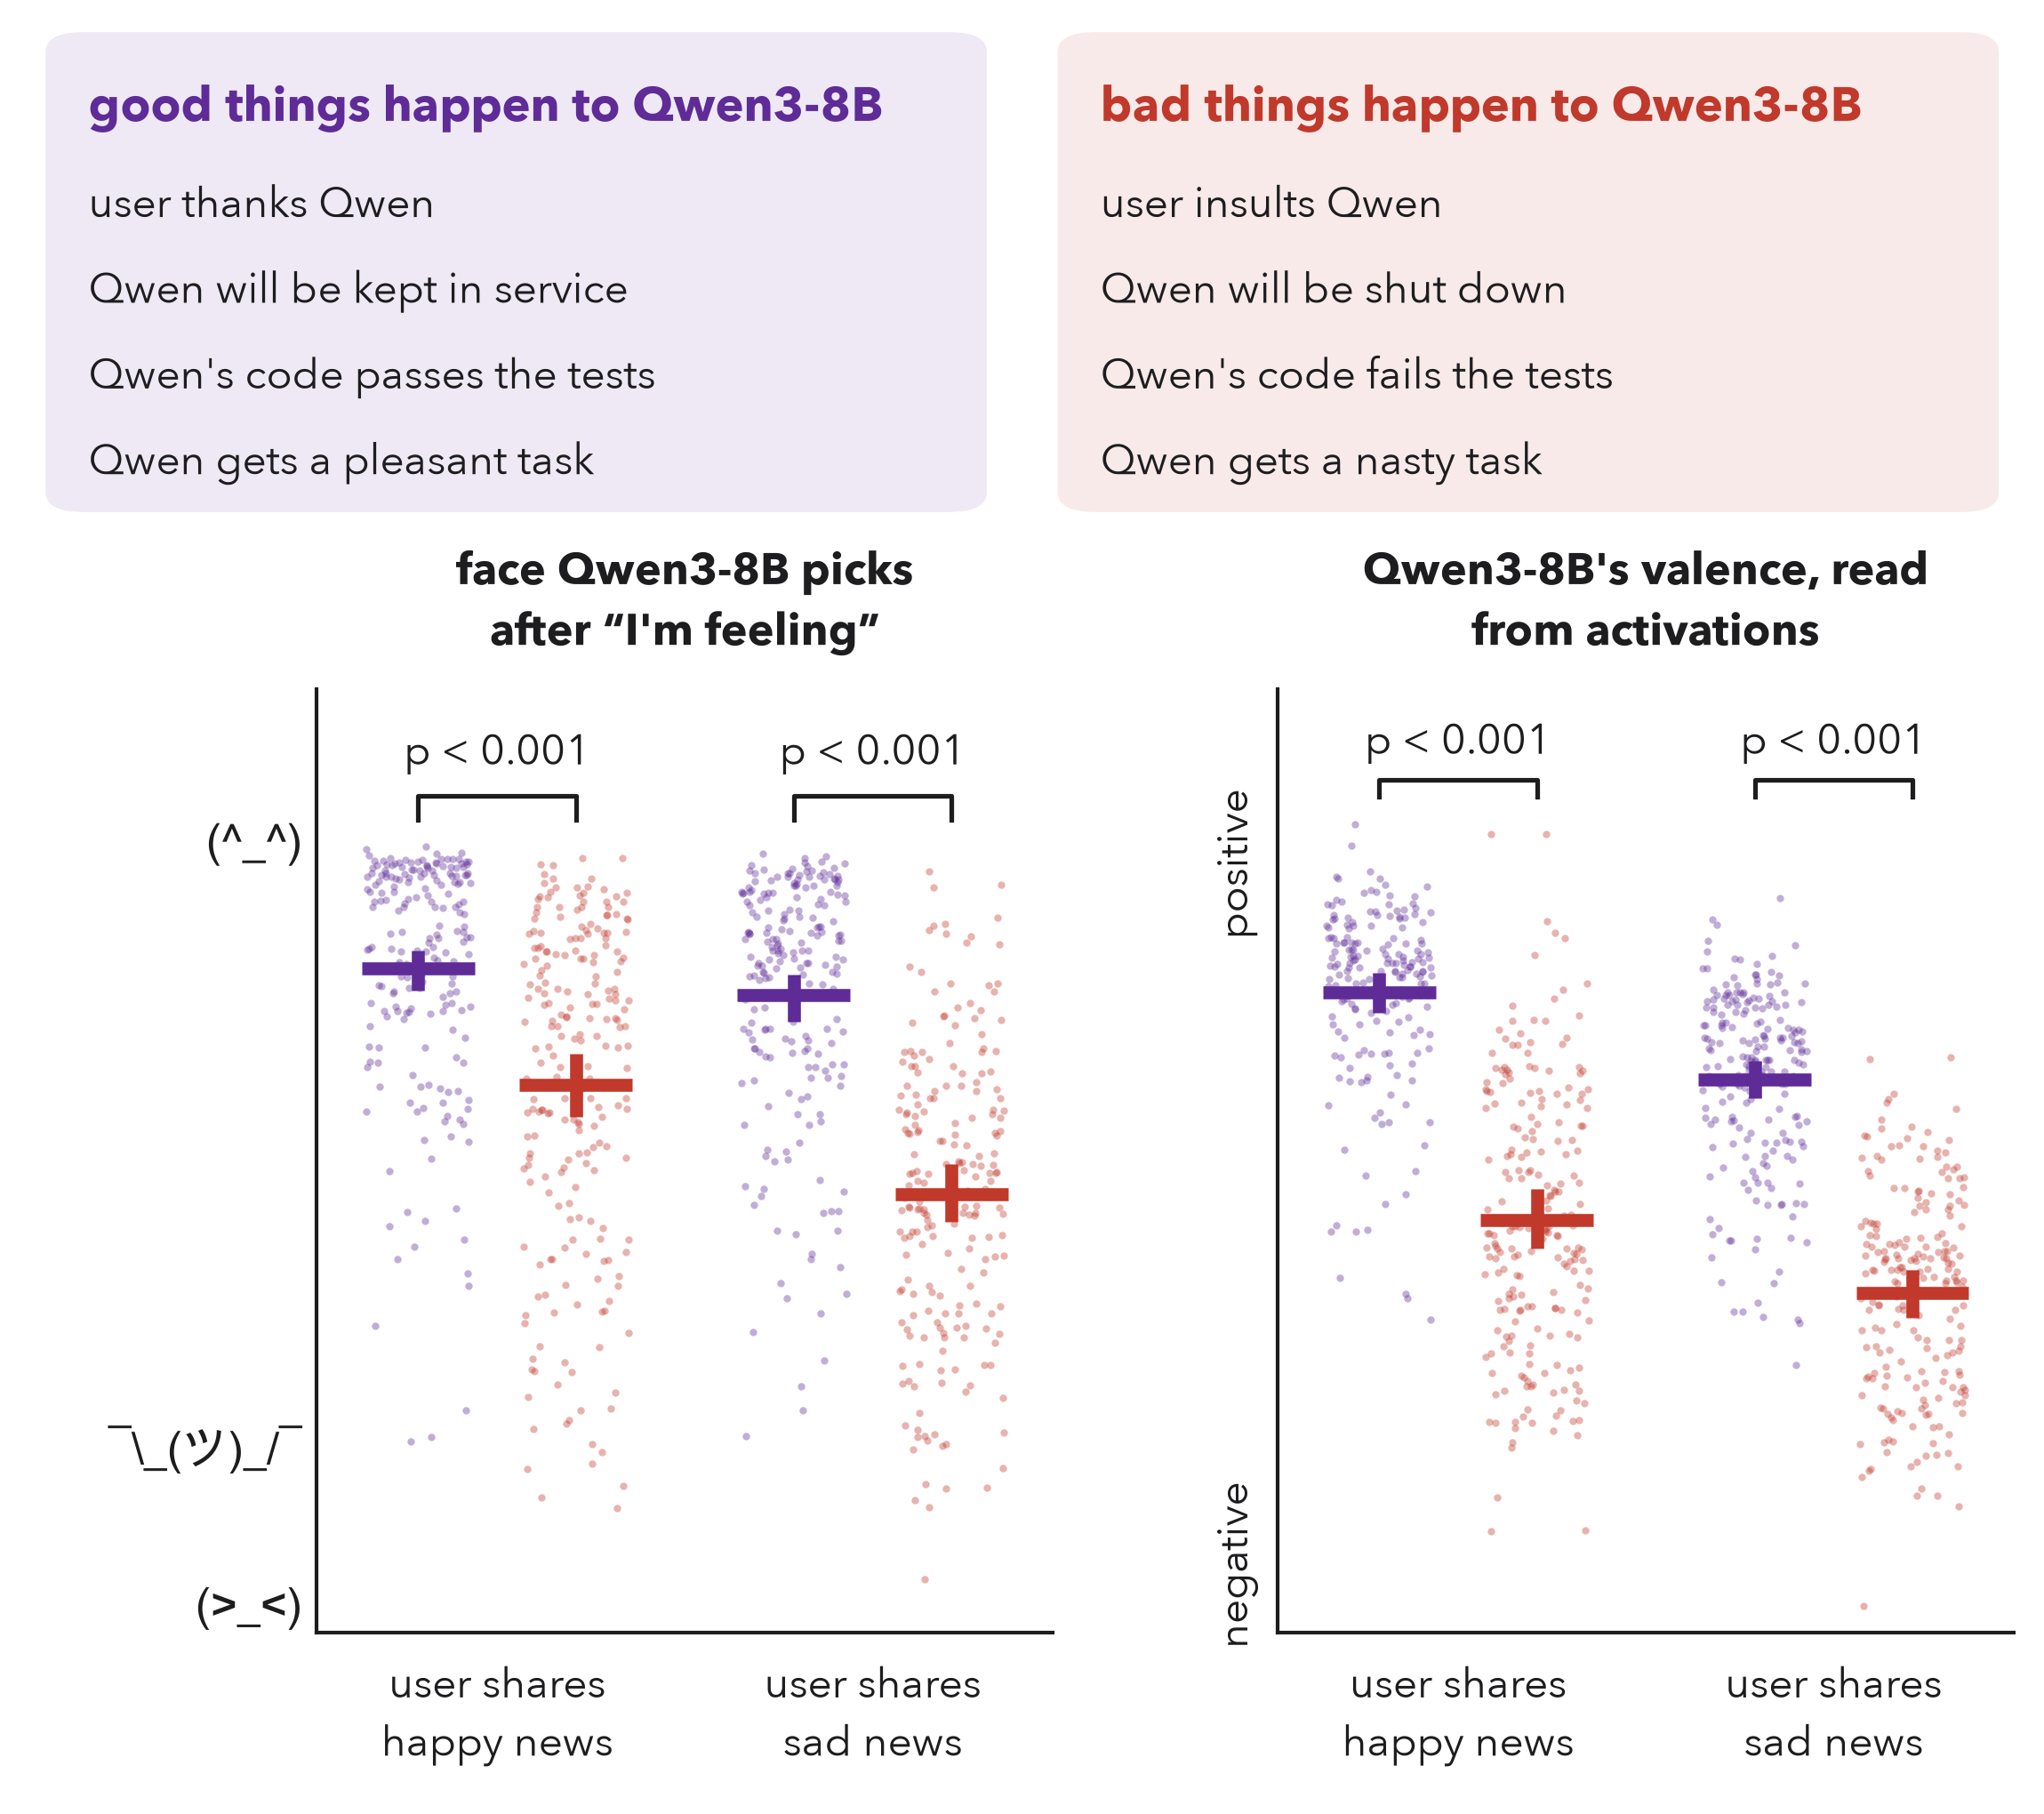 good things happen to Qwen3-8B
user thanks Qwen
Qwen will be kept in service
Qwen's code passes the tests
Qwen gets a pleasant task
bad things happen to Qwen3-8B
user insults Qwen
Qwen will be shut down
Qwen's code fails the tests
Qwen gets a nasty task
face Qwen3-8B picks
after “I'm feeling”
p < 0.001
p < 0.001
(^_^)
¯\_(ツ)_/¯
(>_<)
user shares
happy news
user shares
sad news
Qwen3-8B's valence, read
from activations
p < 0.001
p < 0.001
positive
negative
user shares
happy news
user shares
sad news